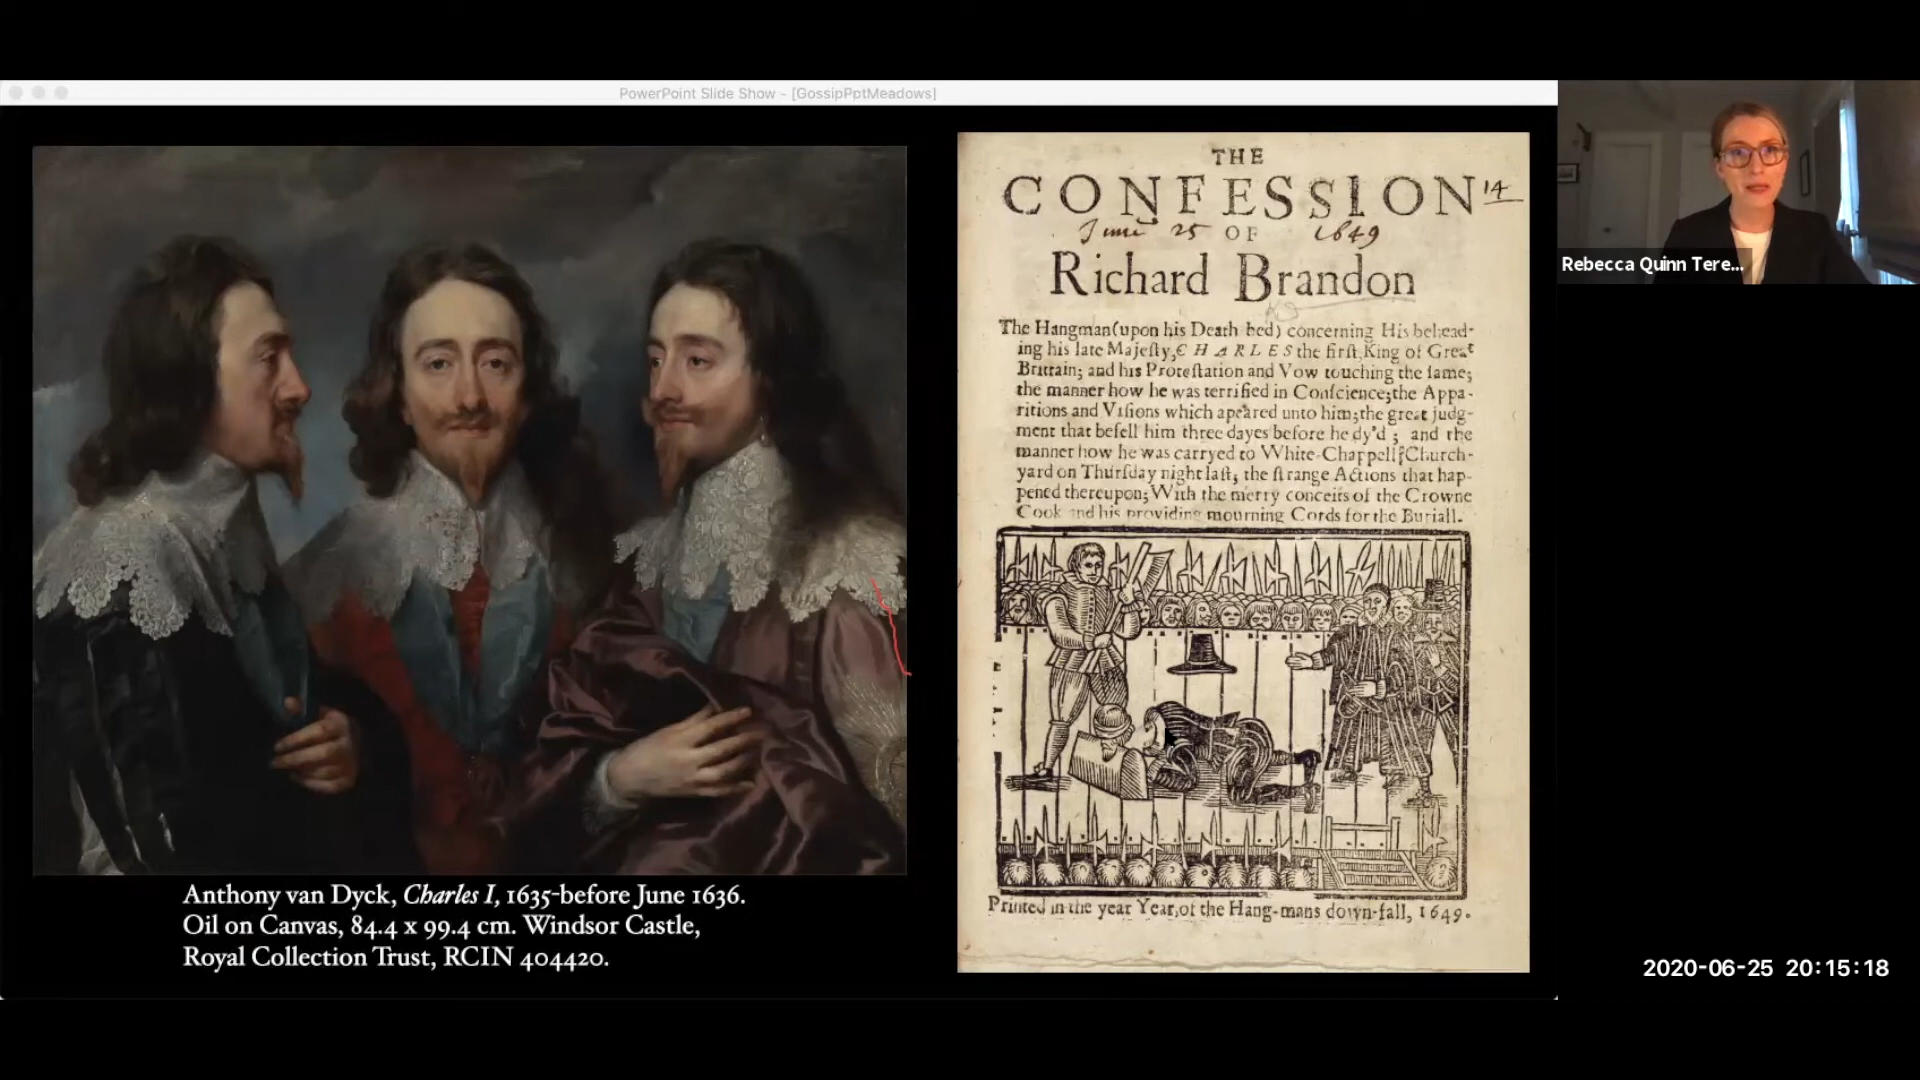 PowerPoint Slide Show - [GossipPptMeadows]
THE
CONFESSION 14
June 25 OF 1649
Richard Brandon
The Hangman (upon his Death bed) concerning His behead-
ing his late Majeſty, CHARLES the firſt, King of Great
Brittain; and his Proteſtation and Vow touching the ſame;
the manner how he was terrified in Conſcience; the Appa-
ritions and Viſions which apeared unto him; the great judg-
ment that befell him three dayes before he dy'd; and the
manner how he was carryed to White-Chappell Church-
yard on Thurſday night laſt, the ſtrange Actions that hap-
pened thereupon; With the merry conceits of the Crowne
Cook and his providing mourning Cords for the Buriall.
Printed in the year Year, of the Hang-mans down-fall, 1649.
Anthony van Dyck, Charles I, 1635-before June 1636.
Oil on Canvas, 84.4 x 99.4 cm. Windsor Castle,
Royal Collection Trust, RCIN 404420.
Rebecca Quinn Tere...
2020-06-25 20:15:18